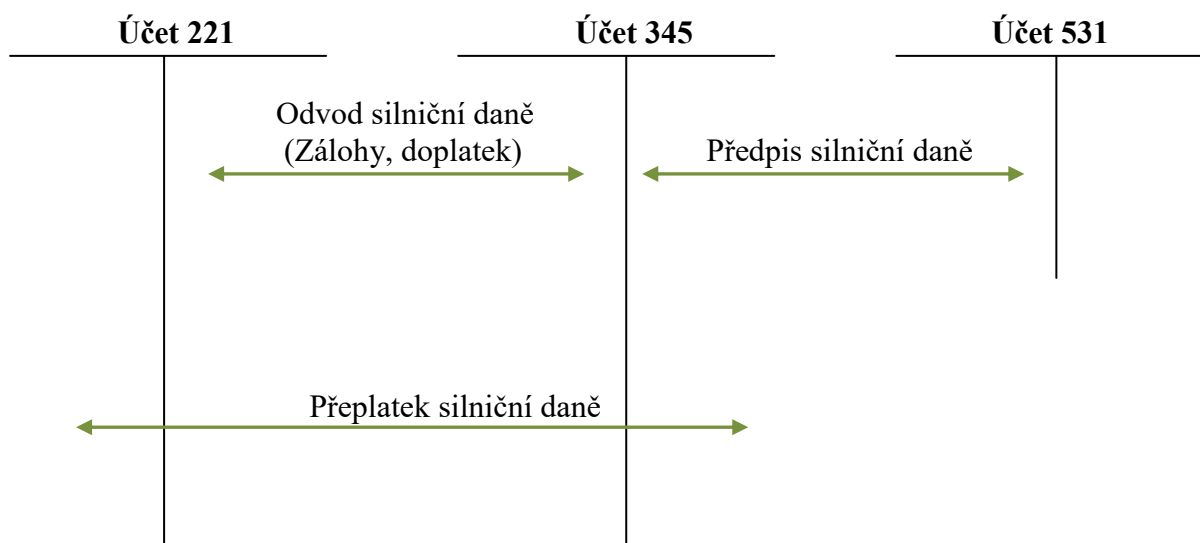 Účet 221 Účet 345 Účet 531
Odvod silniční daně
(Zálohy, doplatek) Předpis silniční daně
Přeplatek silniční daně